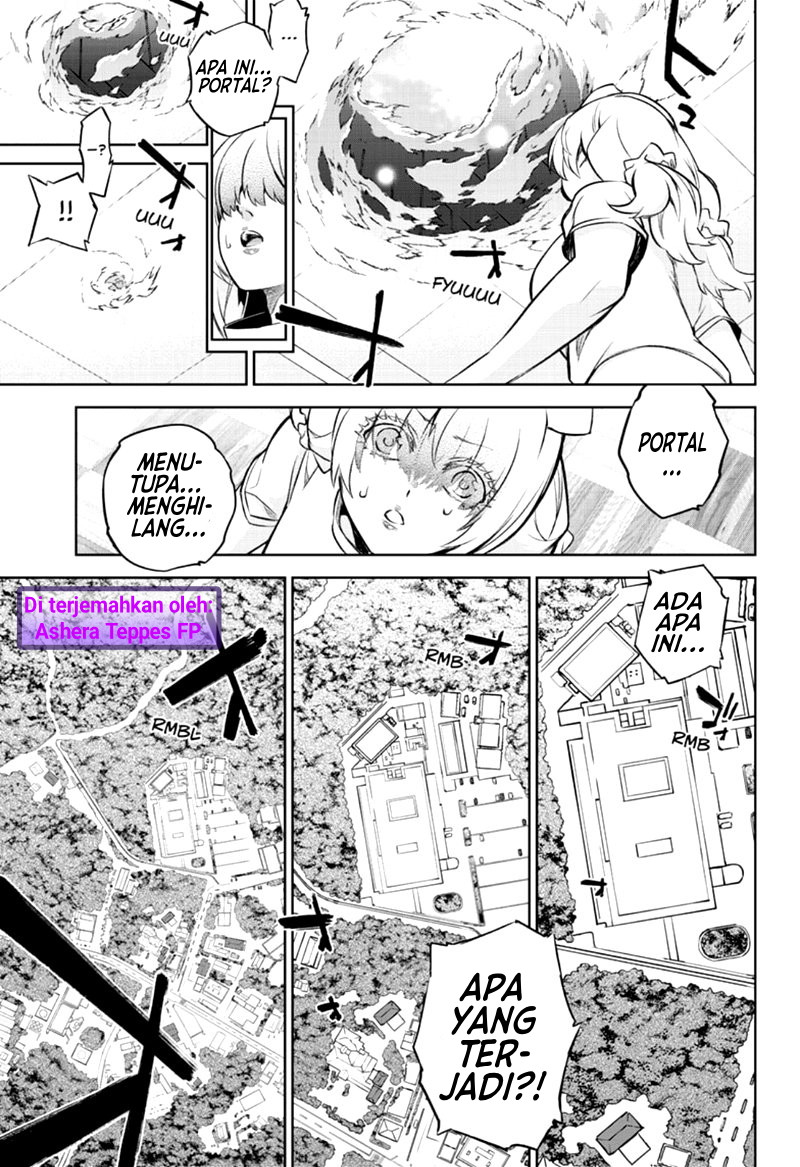 FYUUUU
...
APA INI...
PORTAL?
UUU
-?
!!
UUU
PORTAL
...
MENU-
TUPA...
MENGHI-
LANG...
ADA
APA
INI...
RMB
RMB
RMBL
Di terjemahkan oleh:
Ashera Teppes FP
APA
YANG
TER-
JADI?!